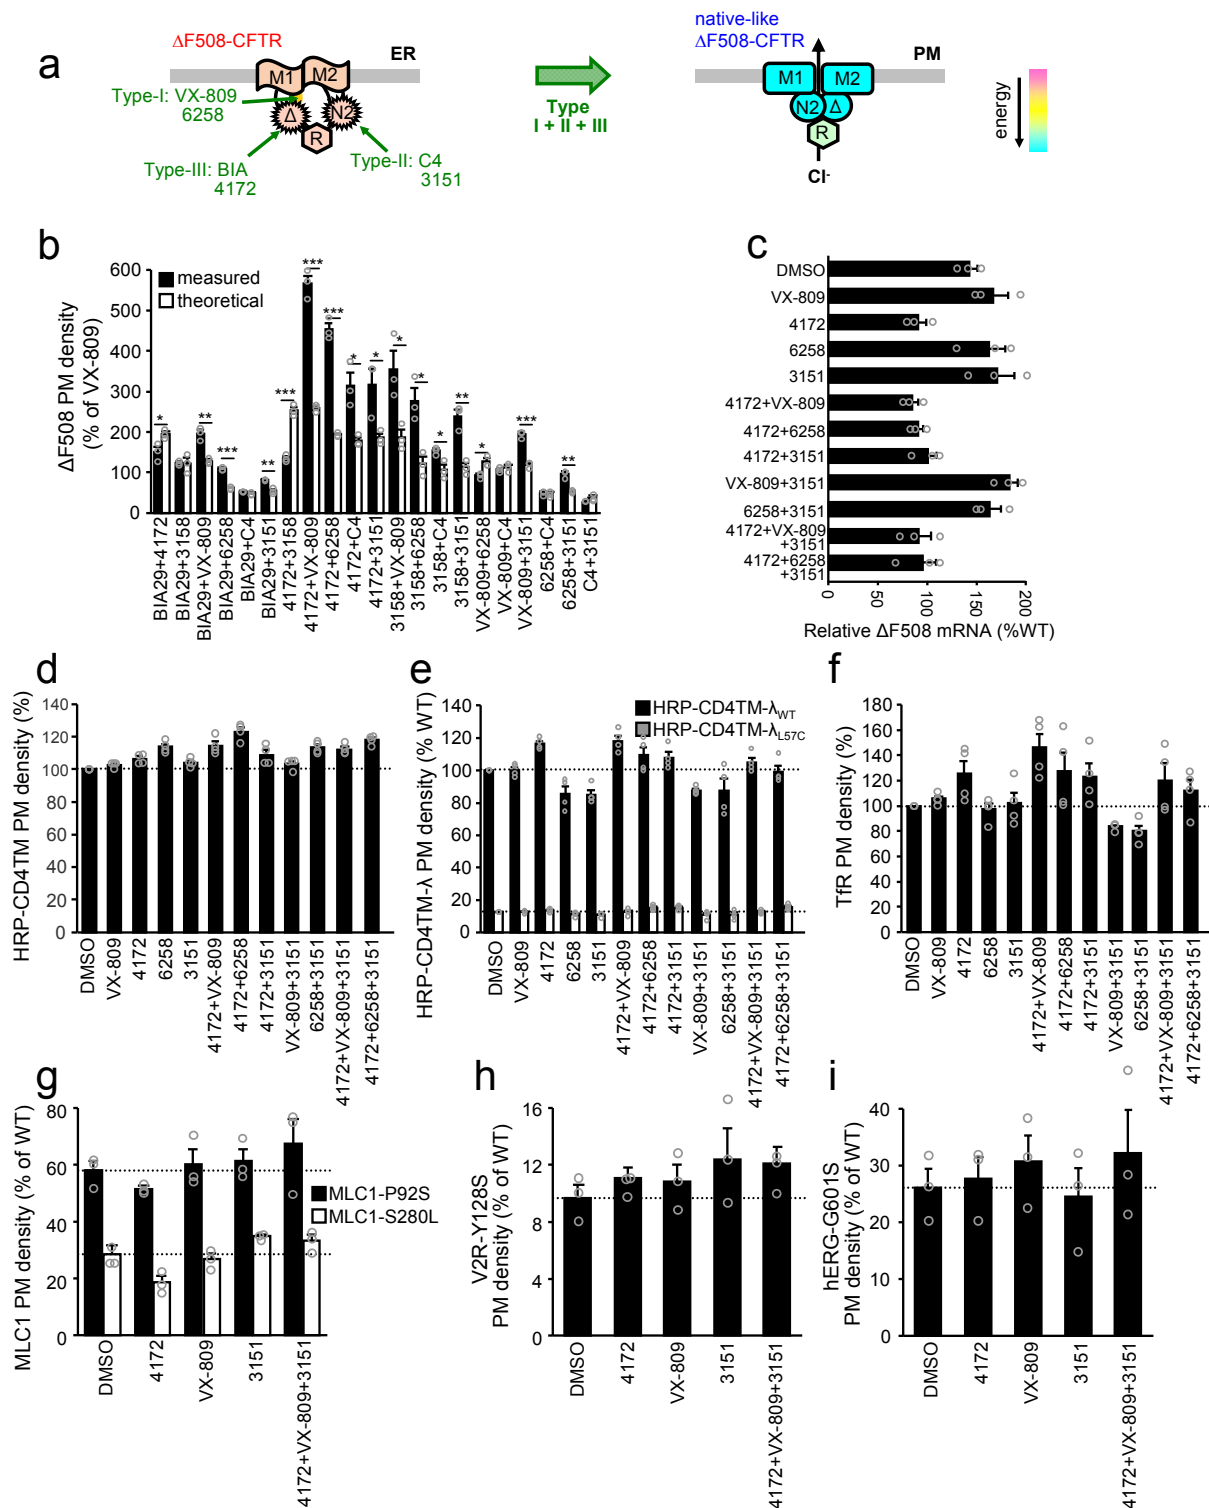 a
ΔF508-CFTR
ER
M1
M2
Type-I: VX-809
6258
Δ
N2
R
Type-III: BIA
4172
Type-II: C4
3151
Type
I + II + III
native-like
ΔF508-CFTR
PM
M1
M2
N2
Δ
R
Cl-
energy
b
ΔF508 PM density
(% of VX-809)
600
500
400
300
200
100
0
measured
theoretical
*
**
***
**
***
***
***
*
*
*
*
*
**
*
***
**
BIA29+4172
BIA29+3158
BIA29+VX-809
BIA29+6258
BIA29+C4
BIA29+3151
4172+3158
4172+VX-809
4172+6258
4172+C4
4172+3151
3158+VX-809
3158+6258
3158+C4
3158+3151
VX-809+6258
VX-809+C4
VX-809+3151
6258+C4
6258+3151
C4+3151
c
DMSO
VX-809
4172
6258
3151
4172+VX-809
4172+6258
4172+3151
VX-809+3151
6258+3151
4172+VX-809
+3151
4172+6258
+3151
0
50
100
150
200
Relative ΔF508 mRNA (%WT)
d
HRP-CD4TM PM density (%)
140
120
100
80
60
40
20
0
DMSO
VX-809
4172
6258
3151
4172+VX-809
4172+6258
4172+3151
VX-809+3151
6258+3151
4172+VX-809+3151
4172+6258+3151
e
HRP-CD4TM-λ PM density (% WT)
140
120
100
80
60
40
20
0
HRP-CD4TM-λWT
HRP-CD4TM-λL57C
DMSO
VX-809
4172
6258
3151
4172+VX-809
4172+6258
4172+3151
VX-809+3151
6258+3151
4172+VX-809+3151
4172+6258+3151
f
TfR PM density (%)
180
160
140
120
100
80
60
40
20
0
DMSO
VX-809
4172
6258
3151
4172+VX-809
4172+6258
4172+3151
VX-809+3151
6258+3151
4172+VX-809+3151
4172+6258+3151
g
MLC1 PM density (% of WT)
80
60
40
20
0
MLC1-P92S
MLC1-S280L
DMSO
4172
VX-809
3151
4172+VX-809+3151
h
V2R-Y128S
PM density (% of WT)
16
12
8
4
0
DMSO
4172
VX-809
3151
4172+VX-809+3151
i
hERG-G601S
PM density (% of WT)
40
30
20
10
0
DMSO
4172
VX-809
3151
4172+VX-809+3151